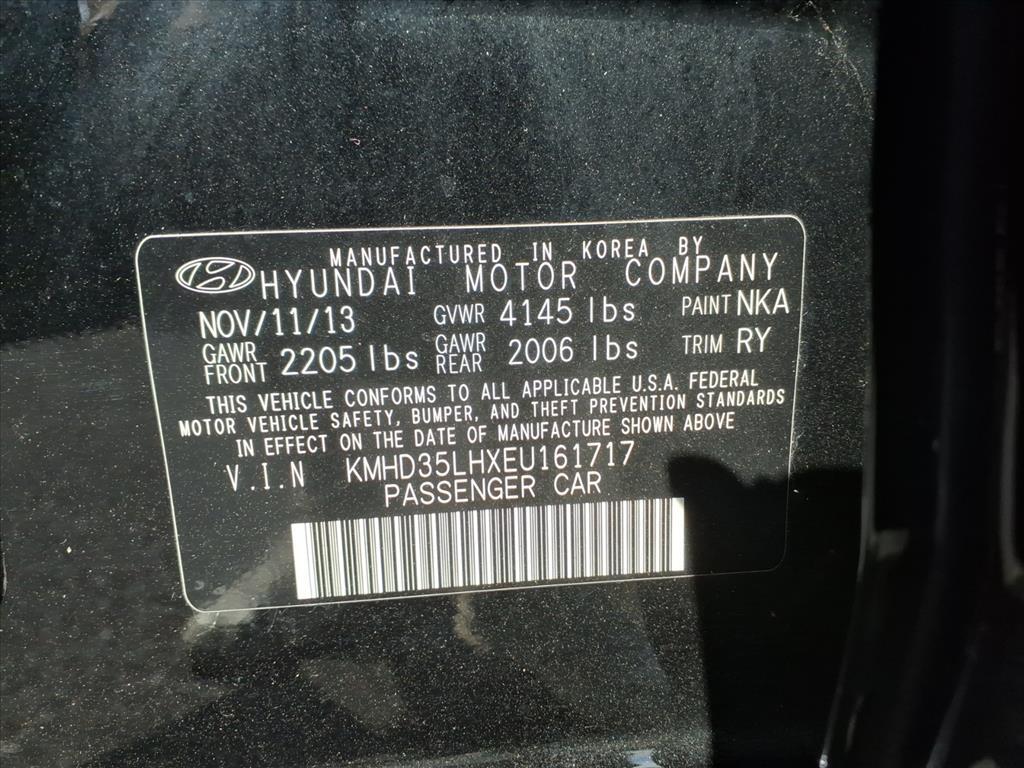 MANUFACTURED IN KOREA BY
HYUNDAI MOTOR COMPANY
NOV/11/13 GVWR 4145 lbs PAINT NKA
GAWR FRONT 2205 lbs GAWR REAR 2006 lbs TRIM RY
THIS VEHICLE CONFORMS TO ALL APPLICABLE U.S.A. FEDERAL
MOTOR VEHICLE SAFETY, BUMPER, AND THEFT PREVENTION STANDARDS
IN EFFECT ON THE DATE OF MANUFACTURE SHOWN ABOVE
V.I.N KMHD35LHXEU161717
PASSENGER CAR